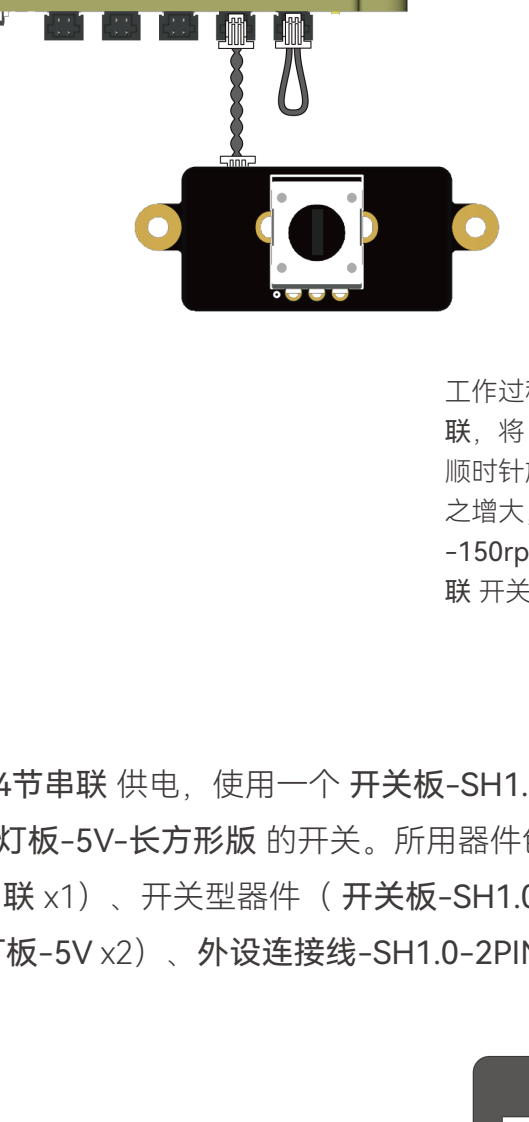 工作过
联，将
顺时针
之增大
-150rp
联 开关
4节串联 供电，使用一个 开关板-SH1.
灯板-5V-长方形版 的开关。所用器件
联 x1）、开关型器件（ 开关板-SH1.0
板-5V x2）、外设连接线-SH1.0-2PIN